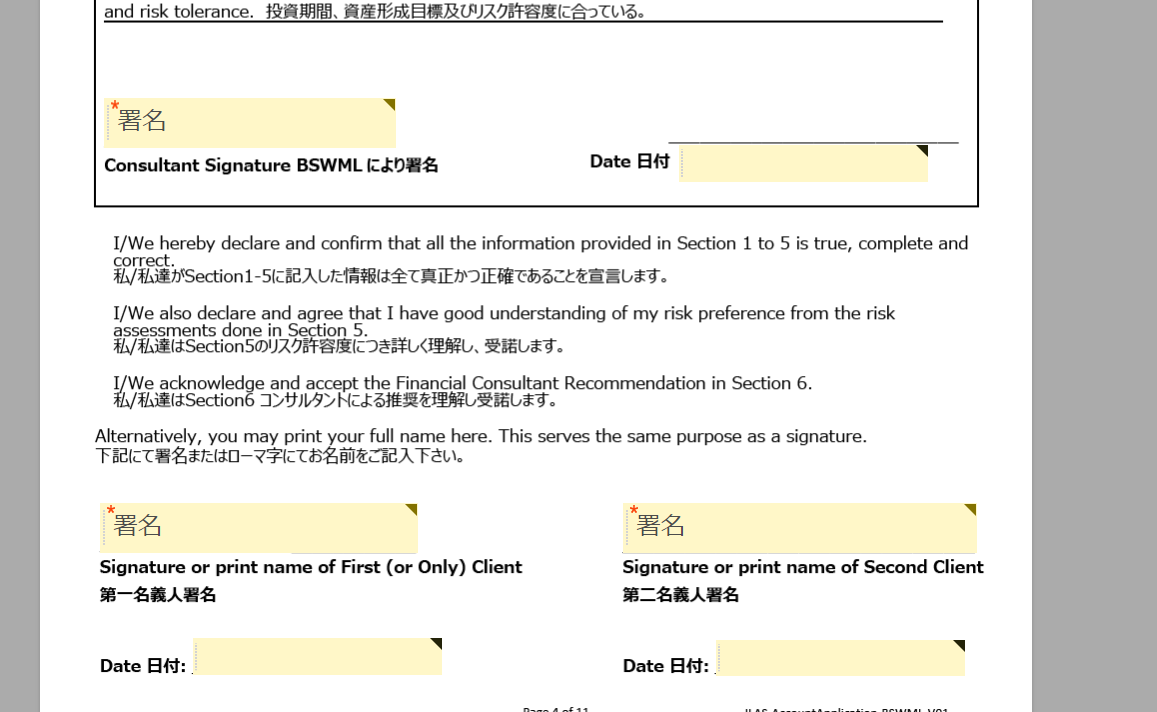 and risk tolerance. 投資期間、資産形成目標及びリスク許容度に合っている。
*署名
Consultant Signature BSWML により署名
Date 日付
I/We hereby declare and confirm that all the information provided in Section 1 to 5 is true, complete and
correct.
私/私達がSection1-5に記入した情報は全て真正かつ正確であることを宣言します。
I/We also declare and agree that I have good understanding of my risk preference from the risk
assessments done in Section 5.
私/私達はSection5のリスク許容度につき詳しく理解し、受諾します。
I/We acknowledge and accept the Financial Consultant Recommendation in Section 6.
私/私達はSection6 コンサルタントによる推奨を理解し受諾します。
Alternatively, you may print your full name here. This serves the same purpose as a signature.
下記にて署名またはローマ字にてお名前をご記入下さい。
*署名
*署名
Signature or print name of First (or Only) Client
Signature or print name of Second Client
第一名義人署名
第二名義人署名
Date 日付:
Date 日付:
Page 4 of 11
ILAS AccountApplication BSWML V01